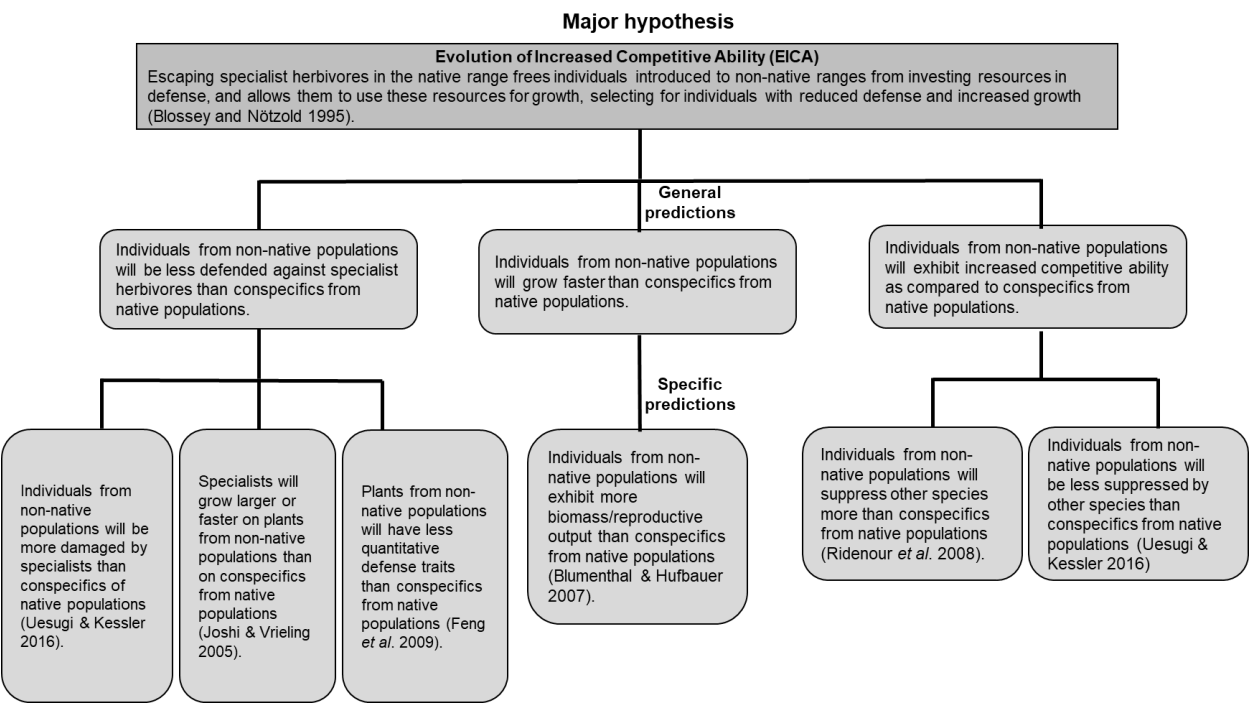 Major hypothesis
Evolution of Increased Competitive Ability (EICA)
Escaping specialist herbivores in the native range frees individuals introduced to non-native ranges from investing resources in
defense, and allows them to use these resources for growth, selecting for individuals with reduced defense and increased growth
(Blossey and Nötzold 1995).
General
predictions
Individuals from non-native populations
will be less defended against specialist
herbivores than conspecifics from
native populations.
Individuals from non-native populations
will grow faster than conspecifics from
native populations.
Individuals from non-native populations
will exhibit increased competitive ability
as compared to conspecifics from
native populations.
Specific
predictions
Individuals from
non-native
populations will be
more damaged by
specialists than
conspecifics of
native populations
(Uesugi & Kessler
2016).
Specialists will
grow larger or
faster on plants
from non-native
populations than
on conspecifics
from native
populations
(Joshi & Vrieling
2005).
Plants from non-
native populations
will have less
quantitative
defense traits than
conspecifics from
native
populations (Feng
et al. 2009).
Individuals from non-
native populations will
exhibit more
biomass/reproductive
output than conspecifics
from native populations
(Blumenthal & Hufbauer
2007).
Individuals from non-
native populations will
suppress other species
more than conspecifics
from native populations
(Ridenour et al. 2008).
Individuals from non-
native populations will
be less suppressed by
other species than
conspecifics from native
populations (Uesugi &
Kessler 2016)